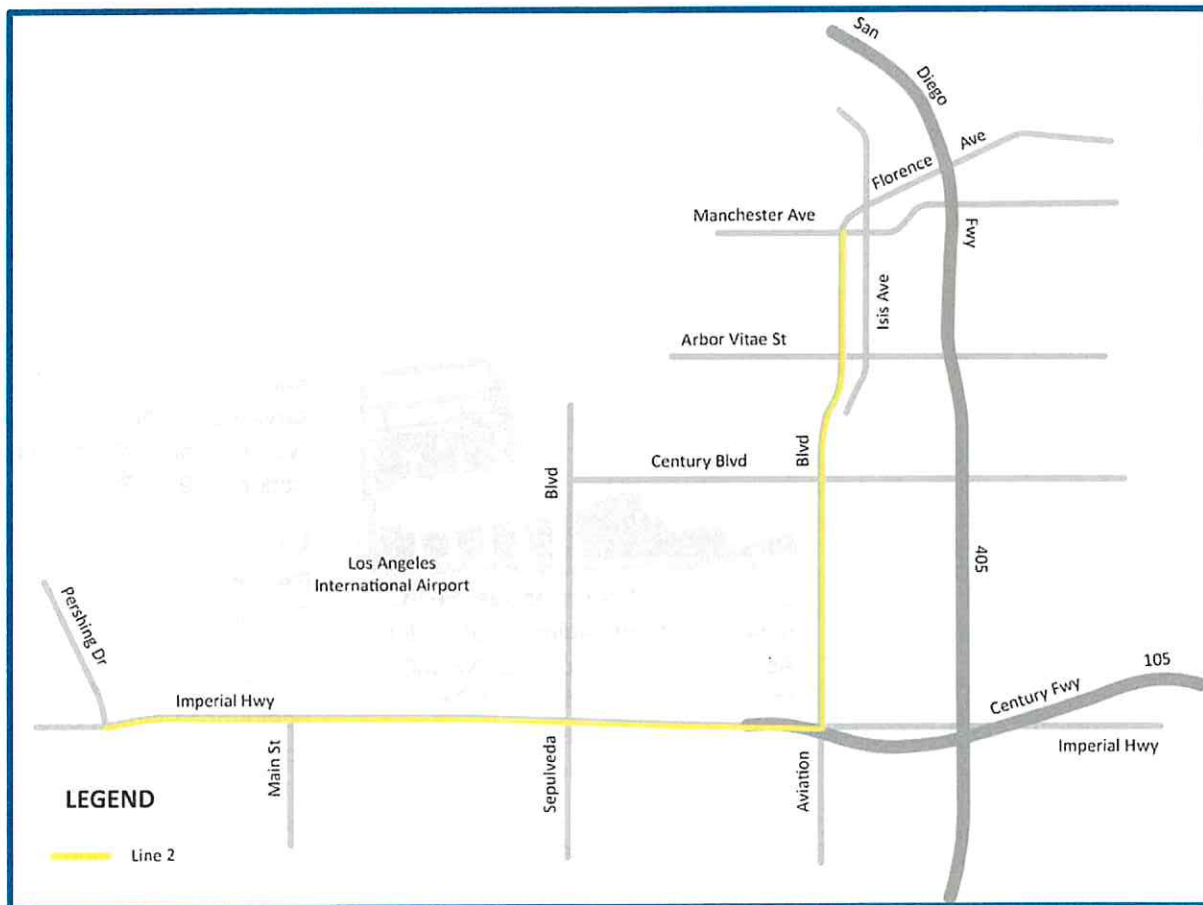 San
Diego
Fwy
Florence Ave
Manchester Ave
Isis Ave
Arbor Vitae St
Century Blvd
Blvd
Blvd
405
Los Angeles
International Airport
Pershing Dr
Imperial Hwy
105
Century Fwy
Imperial Hwy
Main St
Sepulveda
Aviation
LEGEND
Line 2